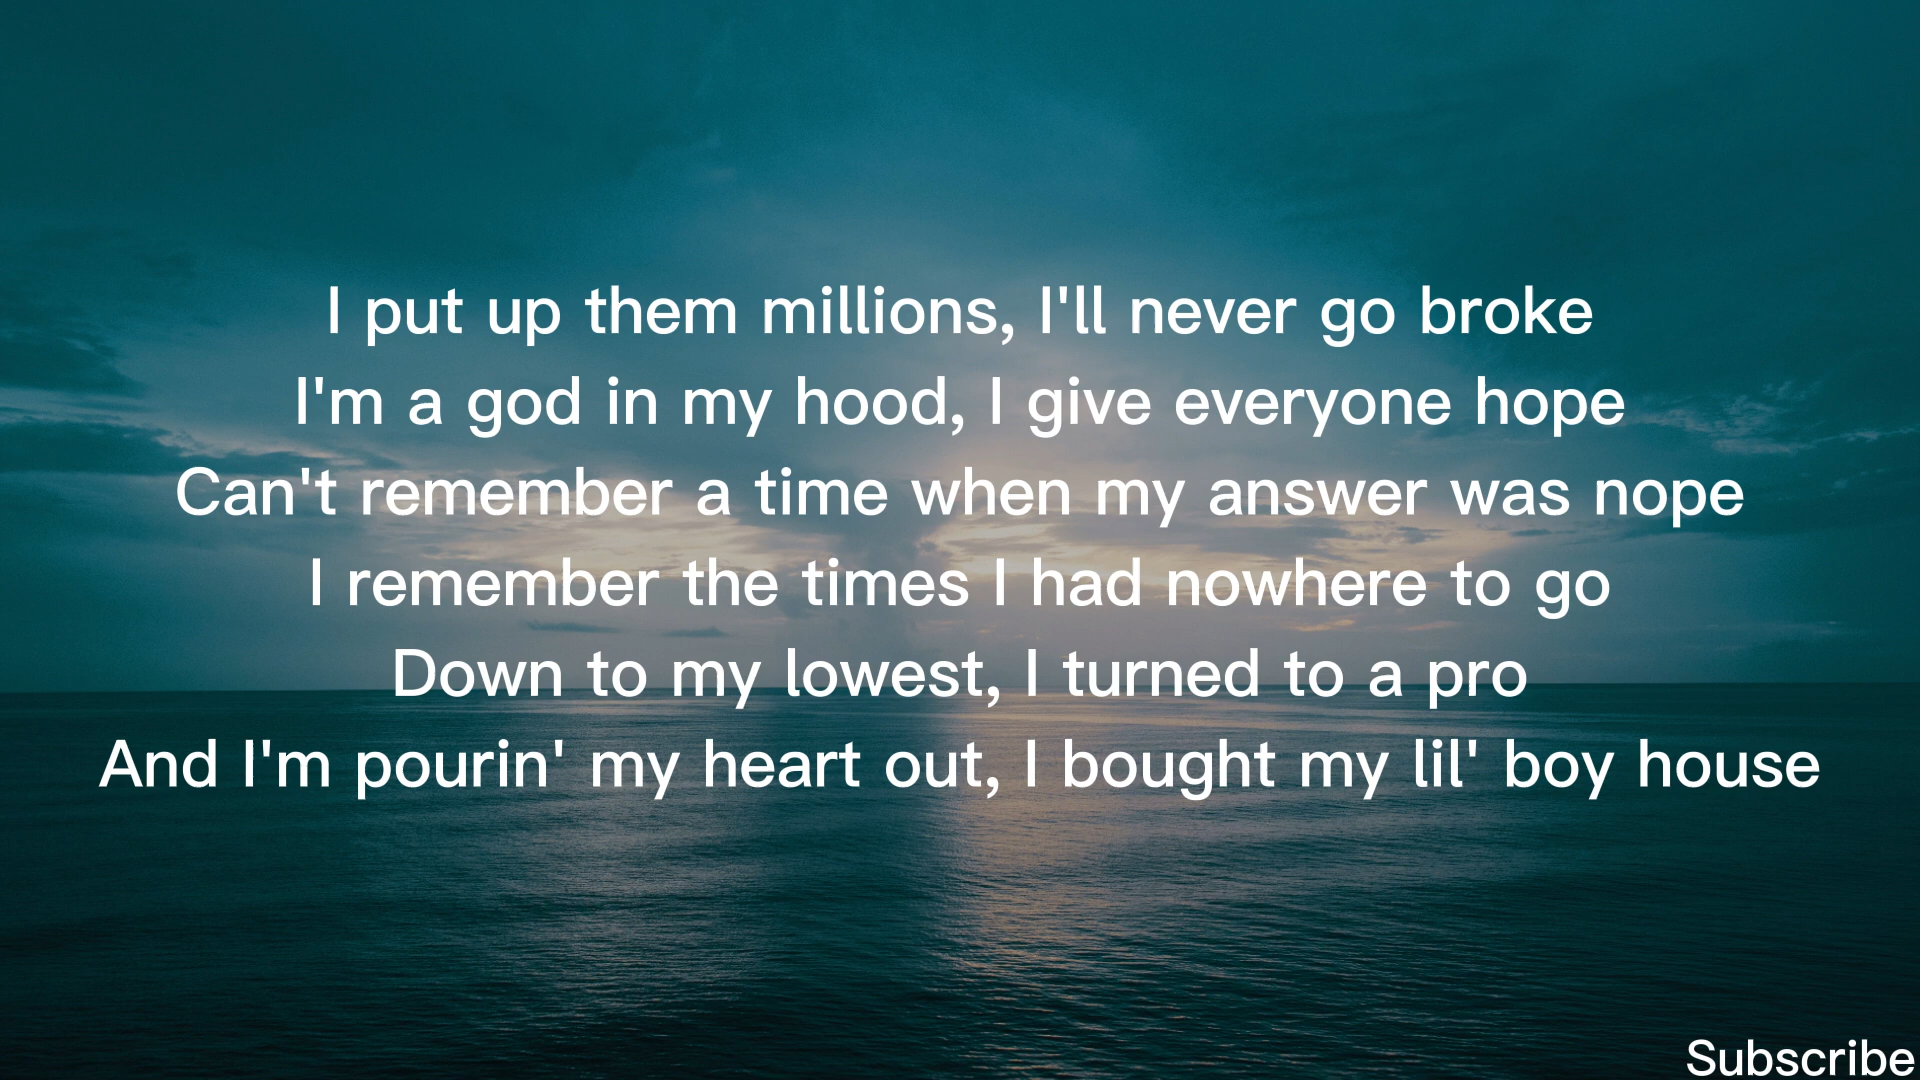 I put up them millions, I'll never go broke
I'm a god in my hood, I give everyone hope
Can't remember a time when my answer was nope
I remember the times I had nowhere to go
Down to my lowest, I turned to a pro
And I'm pourin' my heart out, I bought my lil' boy house
Subscribe